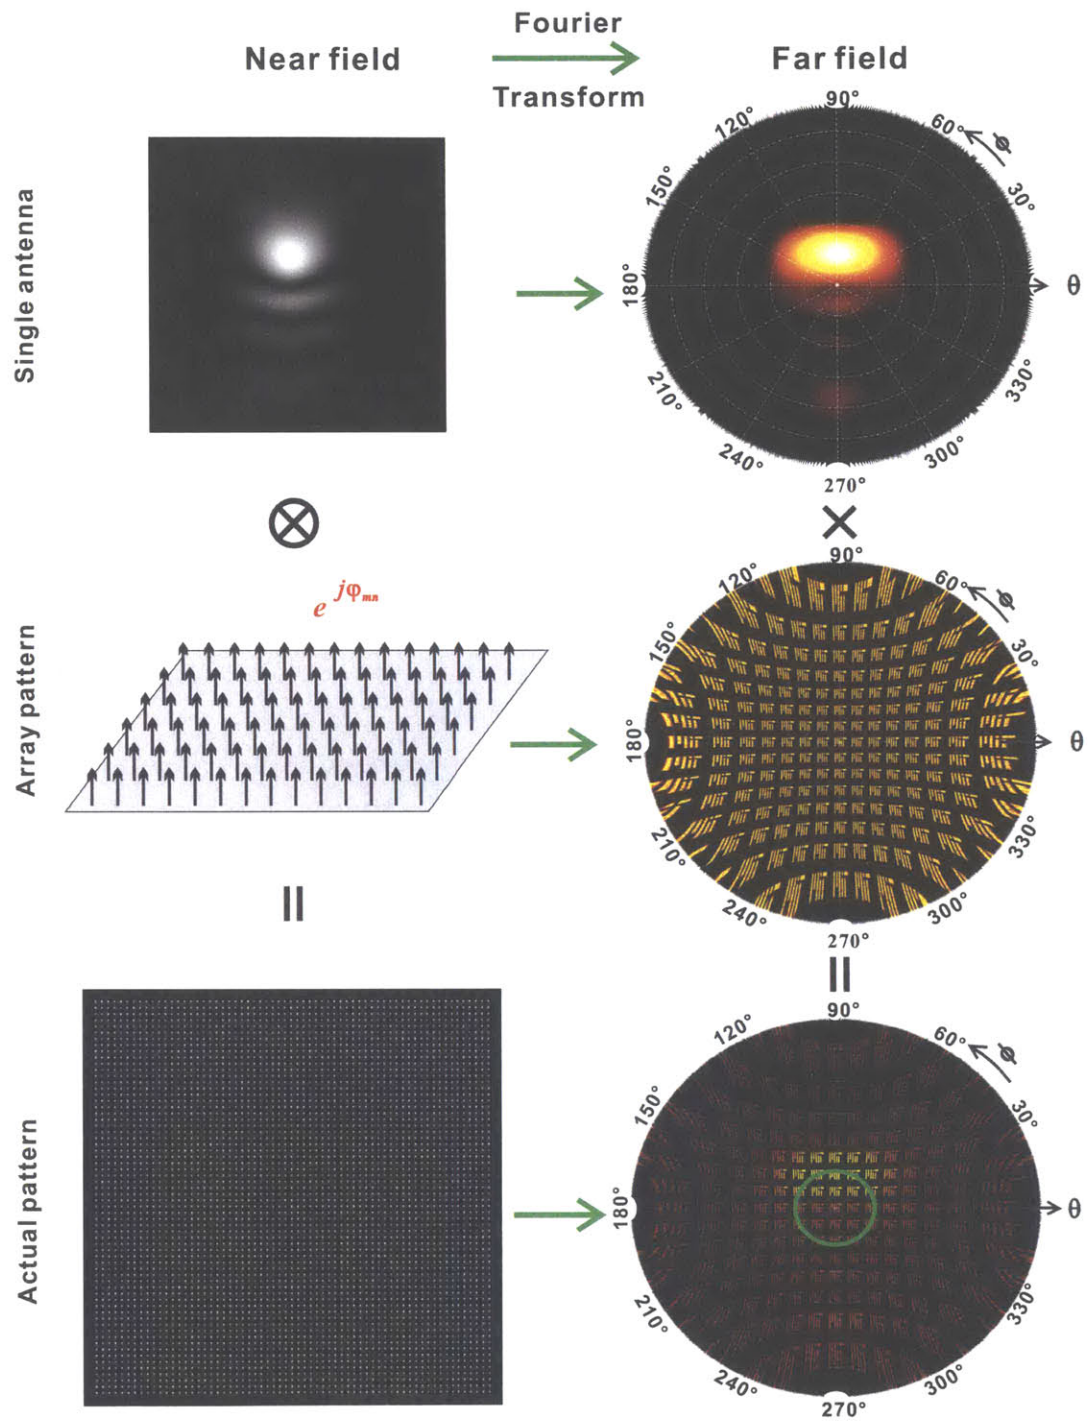 Near field
Fourier
Transform
Far field
Single antenna
90°
120°
60°
ϕ
150°
30°
180°
θ
210°
330°
240°
300°
270°
⊗
×
Array pattern
e^jφmn
90°
120°
60°
ϕ
150°
30°
180°
θ
210°
330°
240°
300°
270°
=
=
Actual pattern
90°
120°
60°
ϕ
150°
30°
180°
θ
210°
330°
240°
300°
270°